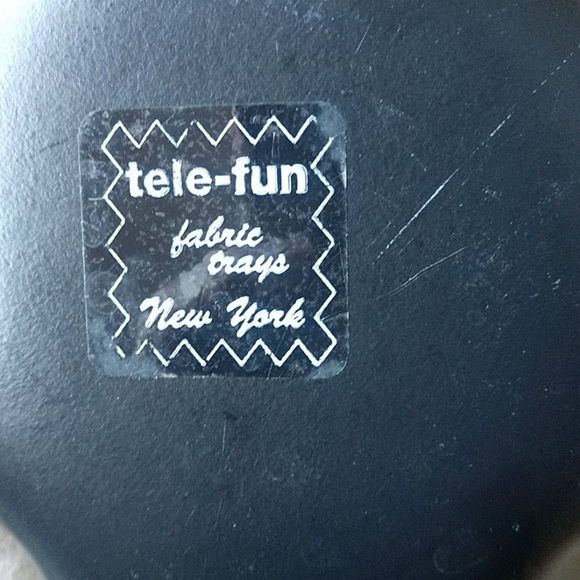 tele-fun
fabric
trays
New York